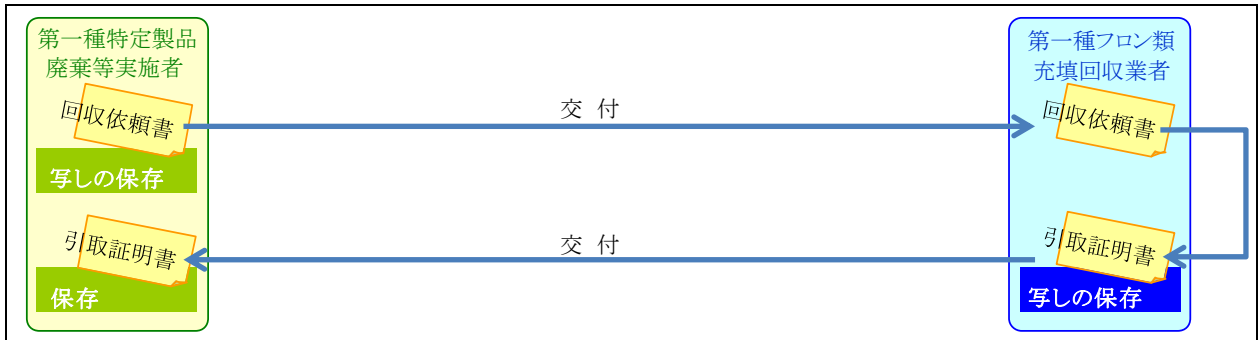 第一種特定製品
廃棄等実施者
回収依頼書
写しの保存
引取証明書
保存
交 付
交 付
第一種フロン類
充填回収業者
回収依頼書
引取証明書
写しの保存